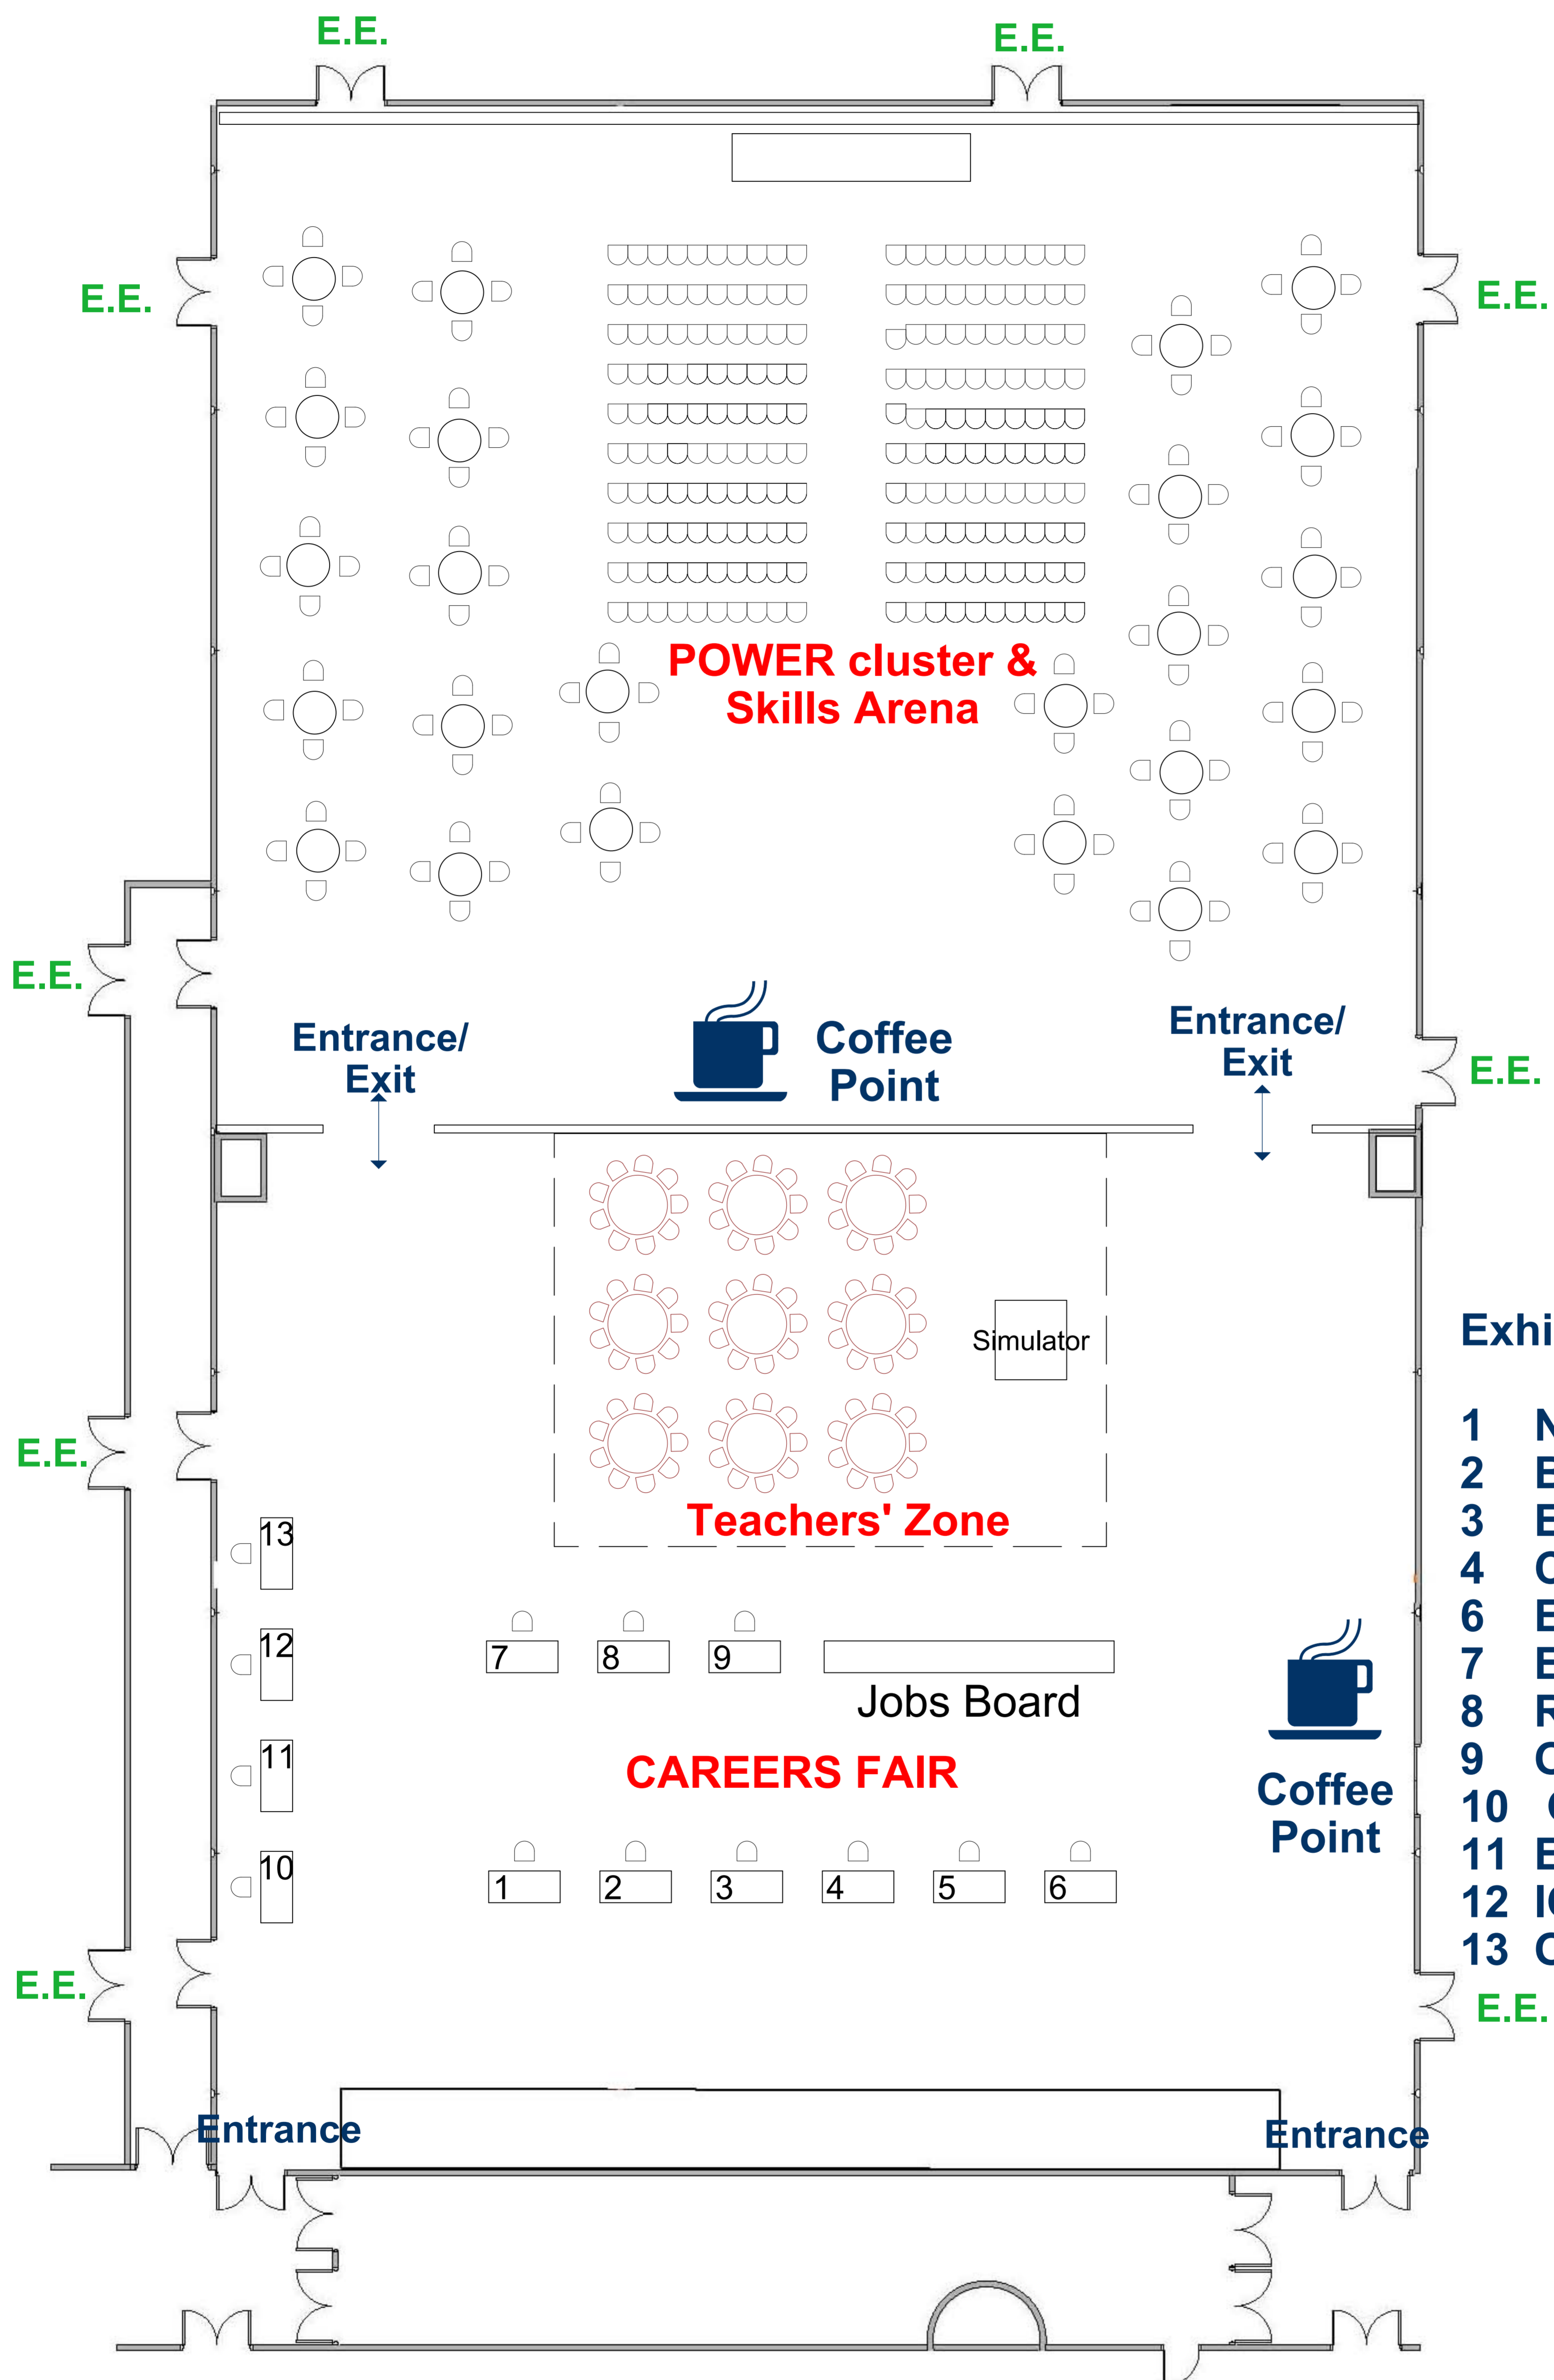 E.E.
E.E.
E.E.
E.E.
POWER cluster &
Skills Arena
E.E.
Entrance/
Exit
Coffee
Point
Entrance/
Exit
E.E.
Simulator
Teachers' Zone
E.E.
13
12
11
10
7
8
9
Jobs Board
CAREERS FAIR
Coffee
Point
1
2
3
4
5
6
Exhi
1 N
2 E
3 E
4
6 E
7 E
8 R
9
10
11 E
12 I
13
E.E.
E.E.
Entrance
Entrance